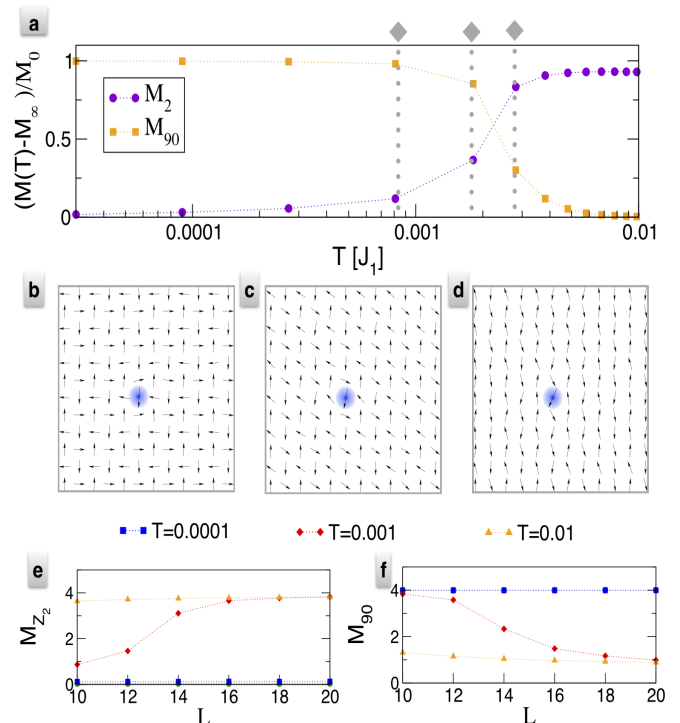 a
(M(T)-M∞)/M0
1
0.5
0
M2
M90
0.0001
0.001
0.01
T [J1]
b
c
d
T=0.0001
T=0.001
T=0.01
e
f
MZ2
4
2
0
10
12
14
16
18
20
L
M90
4
2
0
10
12
14
16
18
20
L